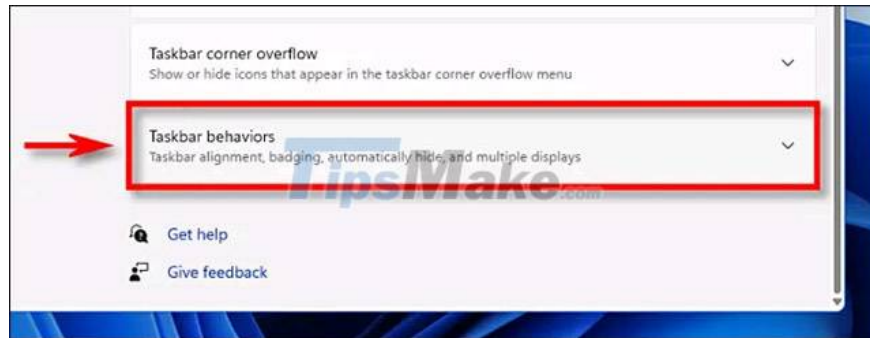 Taskbar corner overflow
Show or hide icons that appear in the taskbar corner overflow menu
Taskbar behaviors
Taskbar alignment, badging, automatically hide, and multiple displays
TipsMake.com
Get help
Give feedback